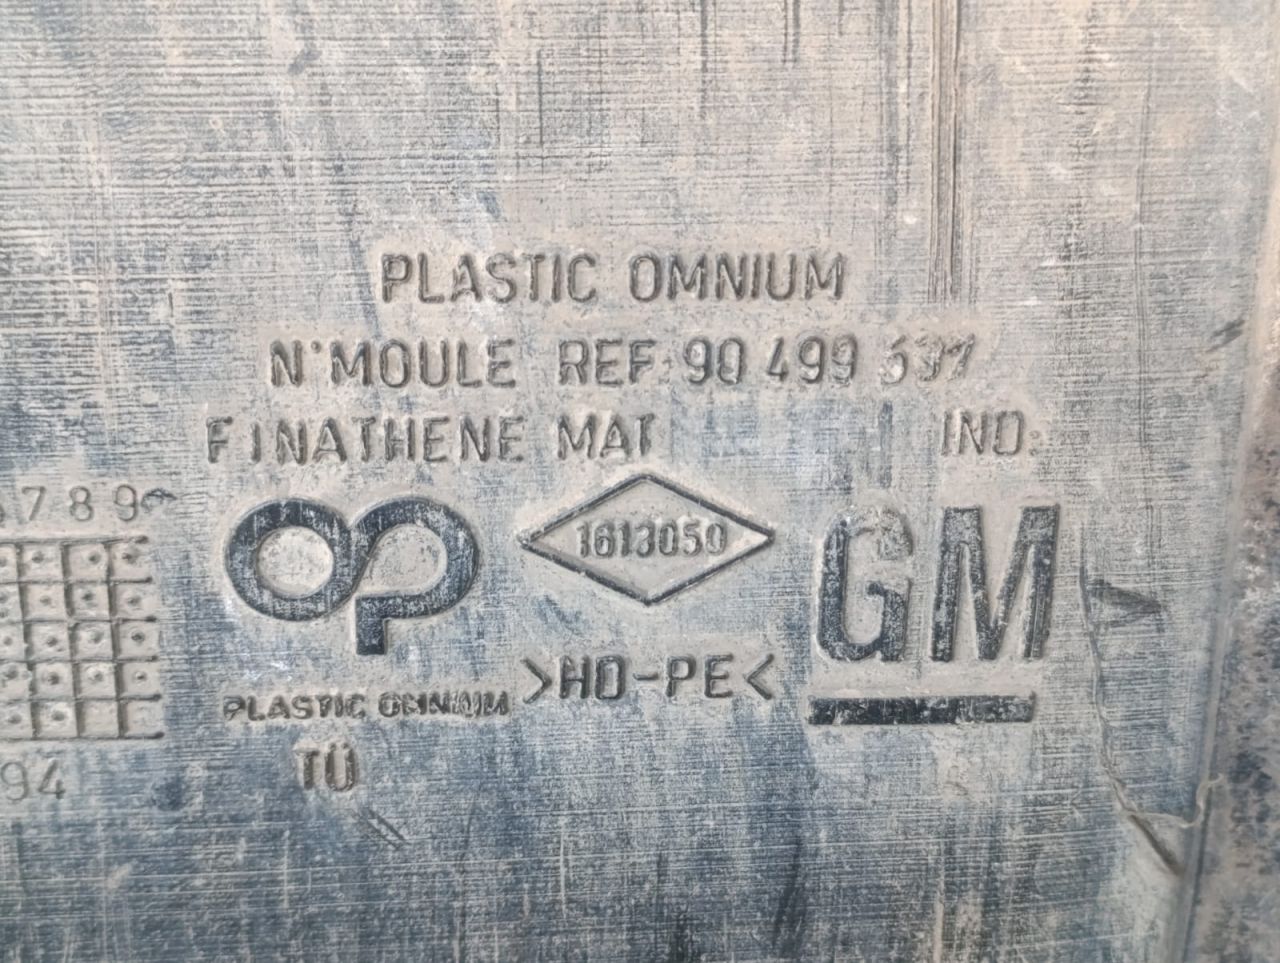 PLASTIC OMNIUM
N°MOULE REF: 90 499
FINATHENE MAT IND:
789
1613050
GM
>HD-PE<
PLASTIC OMNIUM
94
TÜ